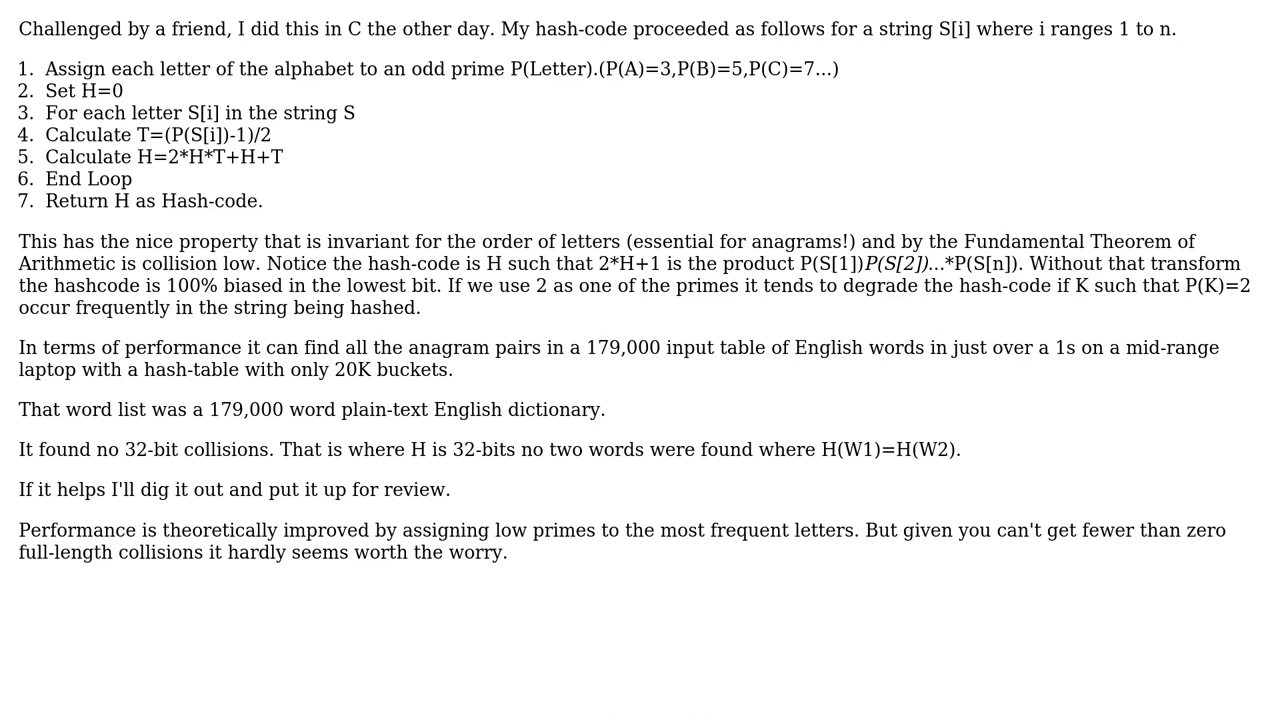 Challenged by a friend, I did this in C the other day. My hash-code proceeded as follows for a string S[i] where i ranges 1 to n.
1. Assign each letter of the alphabet to an odd prime P(Letter).(P(A)=3,P(B)=5,P(C)=7...)
2. Set H=0
3. For each letter S[i] in the string S
4. Calculate T=(P(S[i])-1)/2
5. Calculate H=2*H*T+H+T
6. End Loop
7. Return H as Hash-code.
This has the nice property that is invariant for the order of letters (essential for anagrams!) and by the Fundamental Theorem of
Arithmetic is collision low. Notice the hash-code is H such that 2*H+1 is the product P(S[1])P(S[2])...*P(S[n]). Without that transform
the hashcode is 100% biased in the lowest bit. If we use 2 as one of the primes it tends to degrade the hash-code if K such that P(K)=2
occur frequently in the string being hashed.
In terms of performance it can find all the anagram pairs in a 179,000 input table of English words in just over a 1s on a mid-range
laptop with a hash-table with only 20K buckets.
That word list was a 179,000 word plain-text English dictionary.
It found no 32-bit collisions. That is where H is 32-bits no two words were found where H(W1)=H(W2).
If it helps I'll dig it out and put it up for review.
Performance is theoretically improved by assigning low primes to the most frequent letters. But given you can't get fewer than zero
full-length collisions it hardly seems worth the worry.